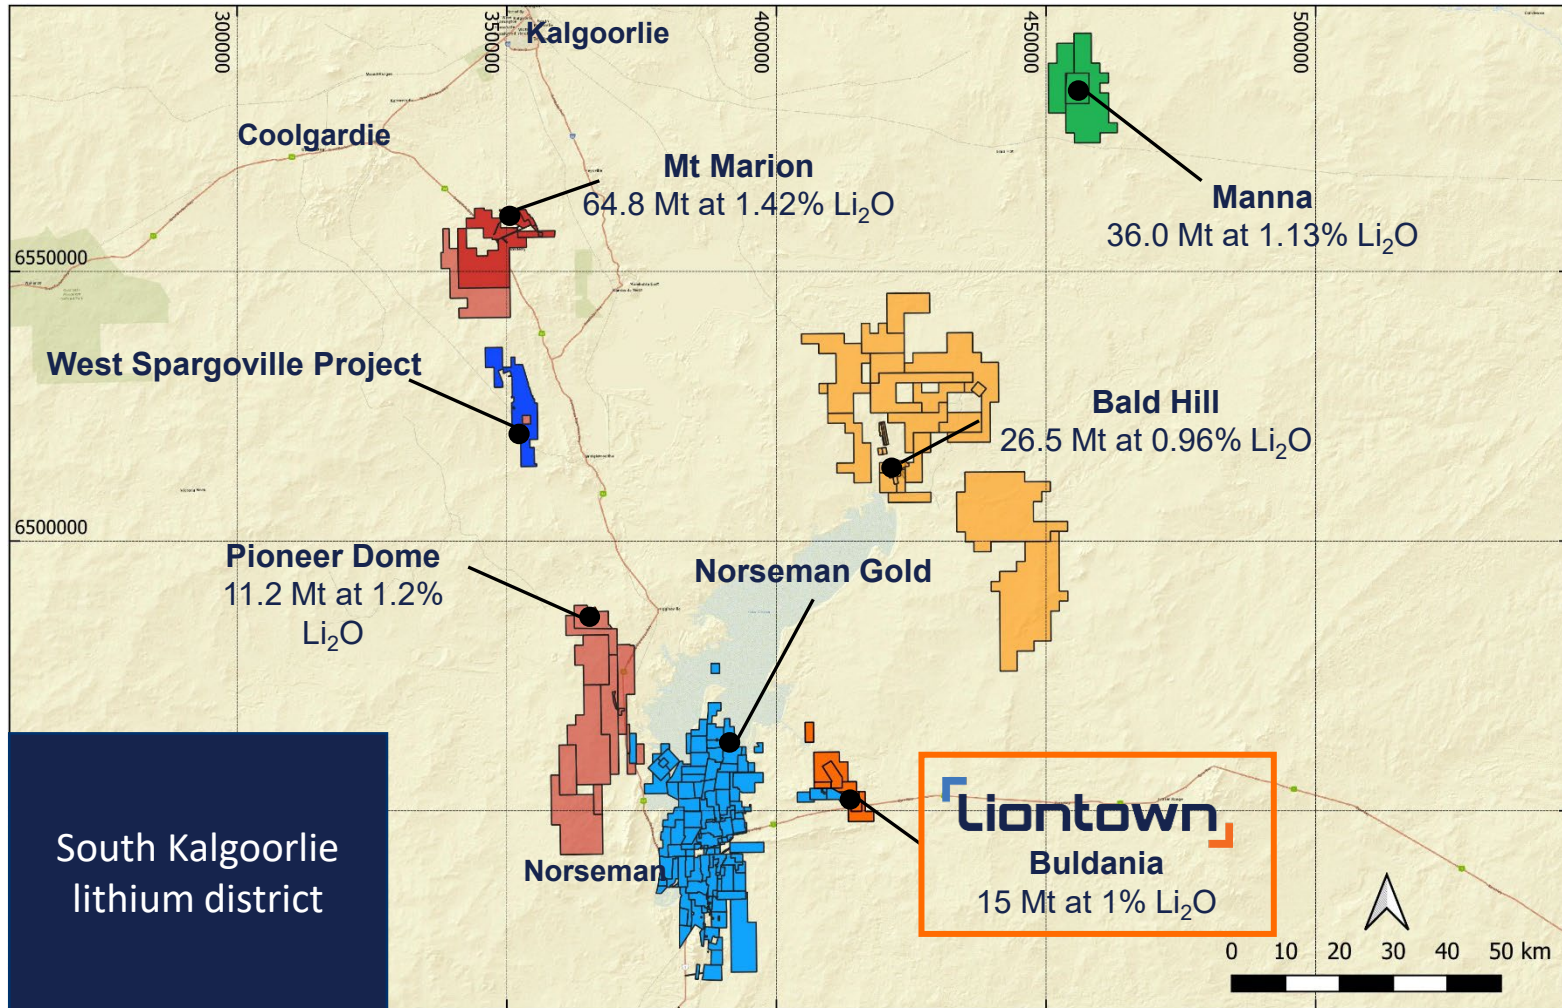 300000
350000
400000
450000
500000
Kalgoorlie
Coolgardie
Mt Marion
64.8 Mt at 1.42% Li₂O
Manna
36.0 Mt at 1.13% Li₂O
6550000
West Spargoville Project
Bald Hill
26.5 Mt at 0.96% Li₂O
6500000
Pioneer Dome
11.2 Mt at 1.2%
Li₂O
Norseman Gold
Norseman
Liontown
Buldania
15 Mt at 1% Li₂O
South Kalgoorlie
lithium district
0 10 20 30 40 50 km